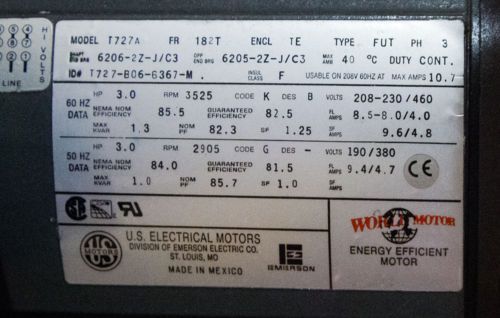 HI VOLTS
LINE
MODEL T727A FR 182T ENCL TE TYPE FUT PH 3
SHAFT END BRG 6206-2Z-J/C3 OPP END BRG 6205-2Z-J/C3 MAX AMB 40 °C DUTY CONT.
ID# T727-B06-6367-M INSUL CLASS F USABLE ON 208V 60HZ AT MAX AMPS 10.7
60 HZ DATA HP 3.0 RPM 3525 CODE K DES B VOLTS 208-230/460
NEMA NOM EFFICIENCY 85.5 GUARANTEED EFFICIENCY 82.5 FL AMPS 8.5-8.0/4.0
MAX KVAR 1.3 NOM PF 82.3 SF 1.25 SF AMPS 9.6/4.8
50 HZ DATA HP 3.0 RPM 2905 CODE G DES - VOLTS 190/380
NEMA NOM EFFICIENCY 84.0 GUARANTEED EFFICIENCY 81.5 FL AMPS 9.4/4.7 CE
MAX KVAR 1.0 NOM PF 85.7 SF 1.0 SF AMPS
US MOTORS
U.S. ELECTRICAL MOTORS
DIVISION OF EMERSON ELECTRIC CO.
ST. LOUIS, MO
MADE IN MEXICO
EMERSON
WORLD MOTOR
ENERGY EFFICIENT
MOTOR